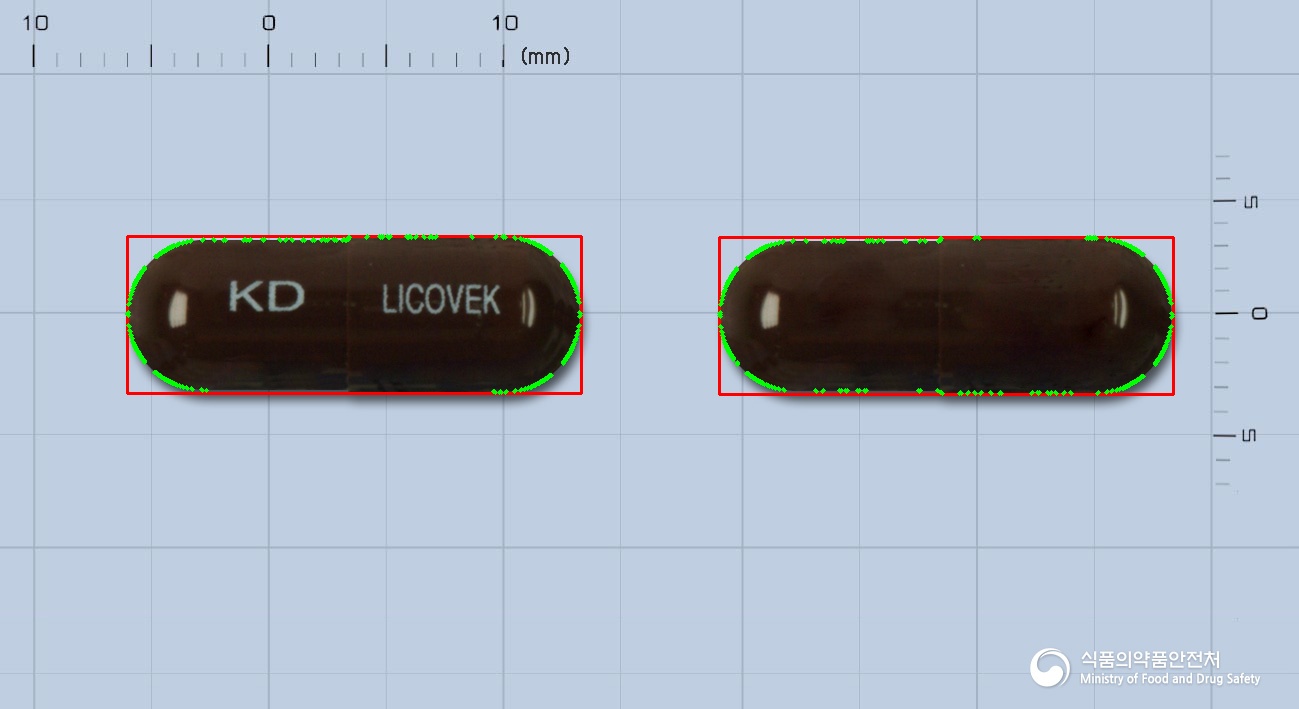 10 0 10
(mm)
5
0
5
KD LICOVEK
식품의약품안전처
Ministry of Food and Drug Safety